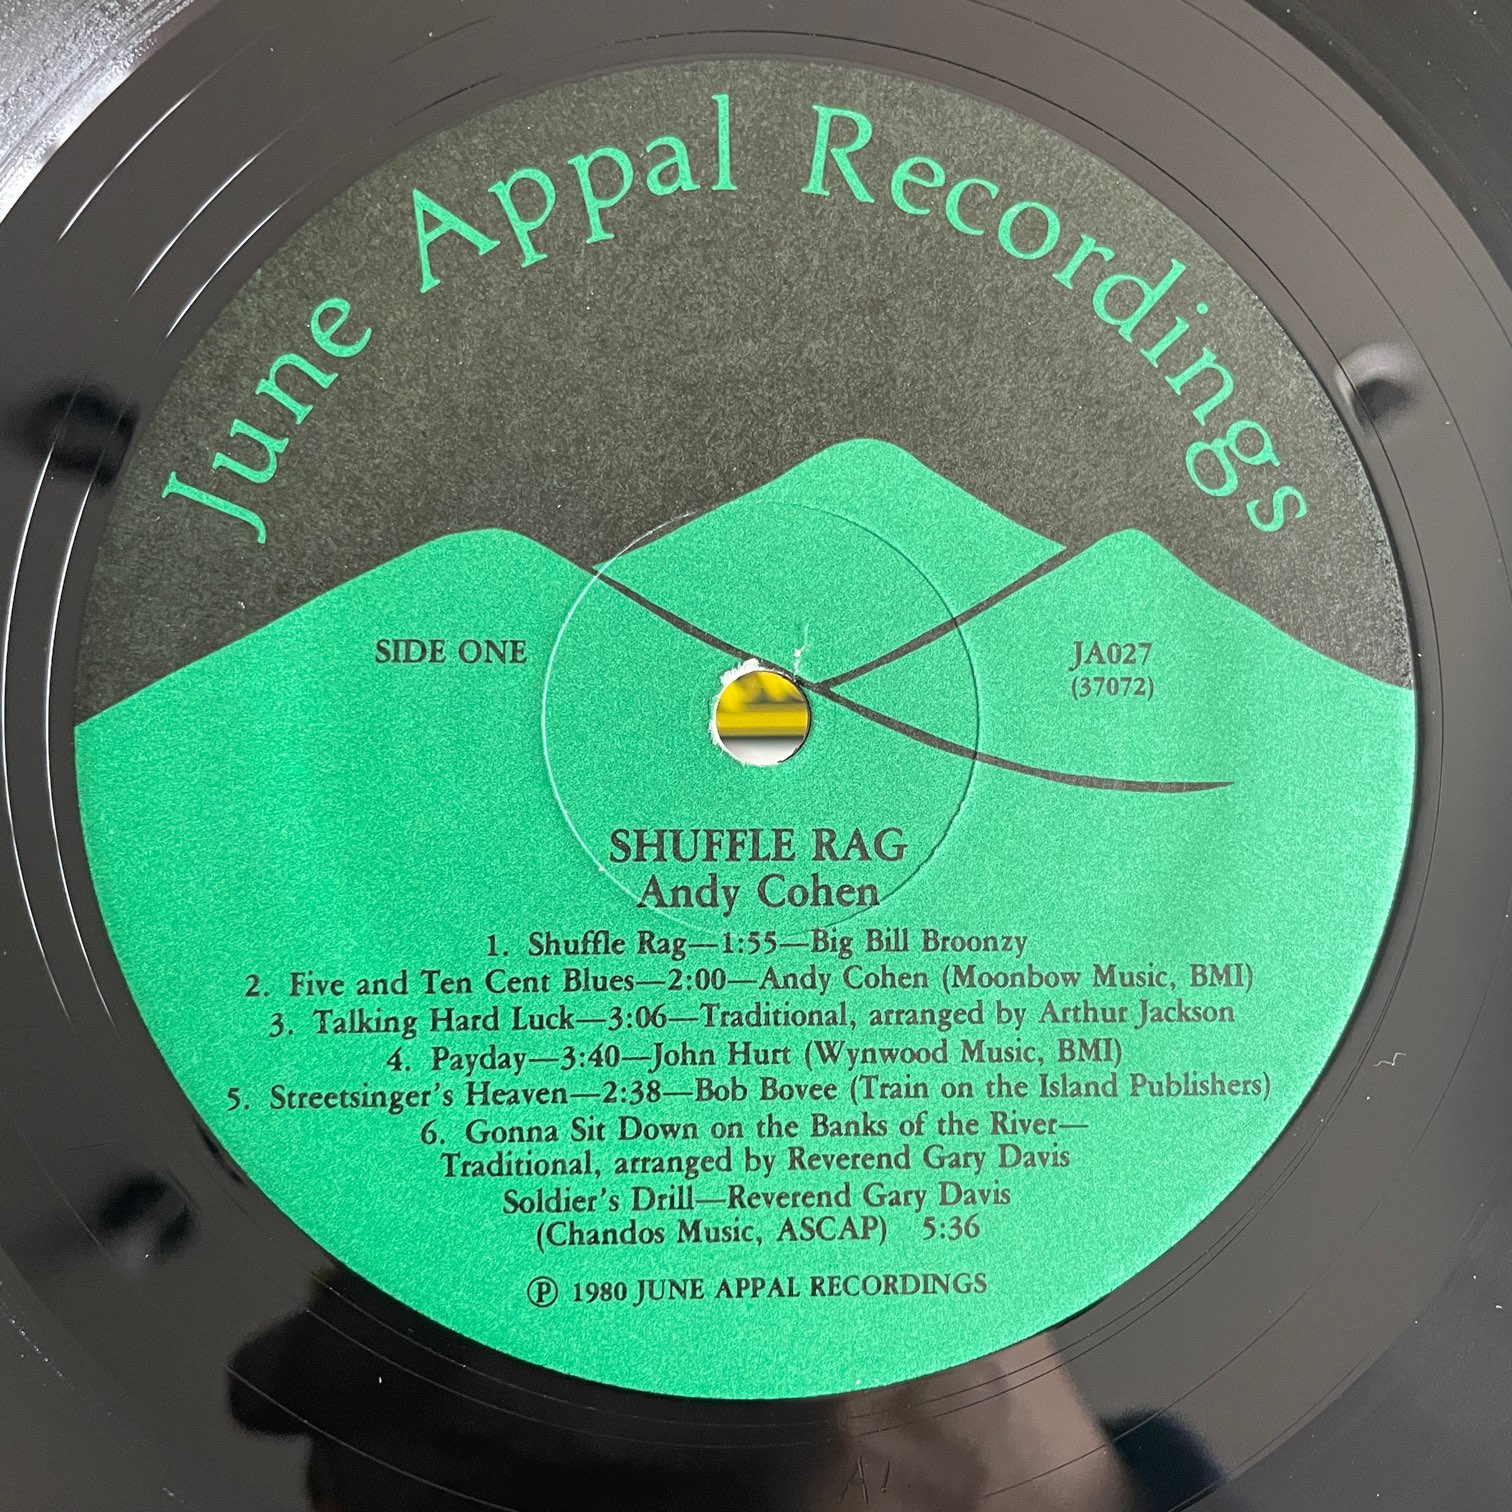 June Appal Recordings
SIDE ONE
JA027
(37072)
SHUFFLE RAG
Andy Cohen
1. Shuffle Rag—1:55—Big Bill Broonzy
2. Five and Ten Cent Blues—2:00—Andy Cohen (Moonbow Music, BMI)
3. Talking Hard Luck—3:06—Traditional, arranged by Arthur Jackson
4. Payday—3:40—John Hurt (Wynwood Music, BMI)
5. Streetsinger's Heaven—2:38—Bob Bovee (Train on the Island Publishers)
6. Gonna Sit Down on the Banks of the River—
Traditional, arranged by Reverend Gary Davis
Soldier's Drill—Reverend Gary Davis
(Chandos Music, ASCAP) 5:36
Ⓟ 1980 JUNE APPAL RECORDINGS